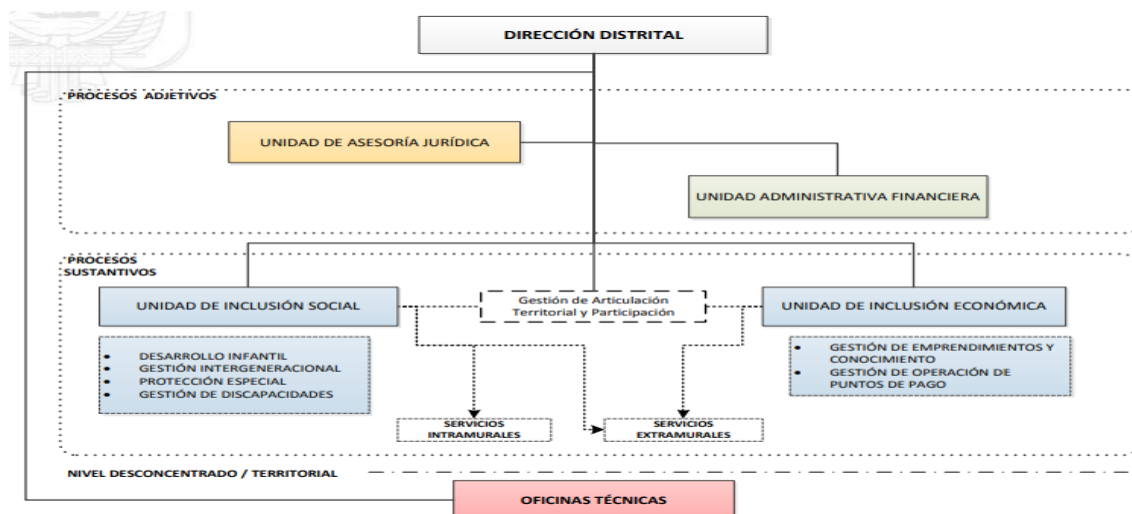 DIRECCIÓN DISTRITAL
PROCESOS ADJETIVOS
UNIDAD DE ASESORÍA JURÍDICA
UNIDAD ADMINISTRATIVA FINANCIERA
PROCESOS
SUSTANTIVOS
UNIDAD DE INCLUSIÓN SOCIAL
Gestión de Articulación
Territorial y Participación
UNIDAD DE INCLUSIÓN ECONÓMICA
• DESARROLLO INFANTIL
• GESTIÓN INTERGENERACIONAL
• PROTECCIÓN ESPECIAL
• GESTIÓN DE DISCAPACIDADES
• GESTIÓN DE EMPRENDIMIENTOS Y
CONOCIMIENTO
• GESTIÓN DE OPERACIÓN DE
PUNTOS DE PAGO
SERVICIOS
INTRAMURALES
SERVICIOS
EXTRAMURALES
NIVEL DESCONCENTRADO / TERRITORIAL
OFICINAS TÉCNICAS